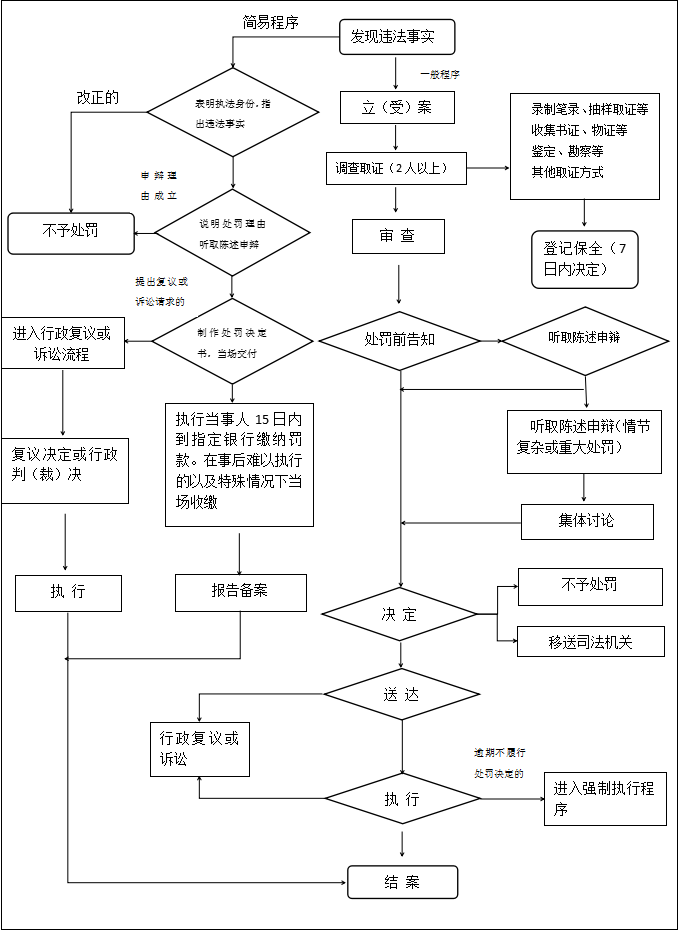 简易程序
发现违法事实
一般程序
改正的
表明执法身份，指
出违法事实
立（受）案
录制笔录、抽样取证等
收集书证、物证等
鉴定、勘察等
其他取证方式
调查取证（2人以上）
申辩理
由成立
不予处罚
说明处罚理由
听取陈述申辩
审 查
登记保全（7
日内决定）
提出复议或
诉讼请求的
进入行政复议或
诉讼流程
制作处罚决定
书，当场交付
处罚前告知
听取陈述申辩
执行当事人 15 日内
到指定银行缴纳罚
款。在事后难以执行
的以及特殊情况下当
场收缴
听取陈述申辩（情节
复杂或重大处罚）
复议决定或行政
判（裁）决
集体讨论
执 行
报告备案
不予处罚
决 定
移送司法机关
送 达
行政复议或
诉讼
逾期不履行
处罚决定的
执 行
进入强制执行程
序
结 案